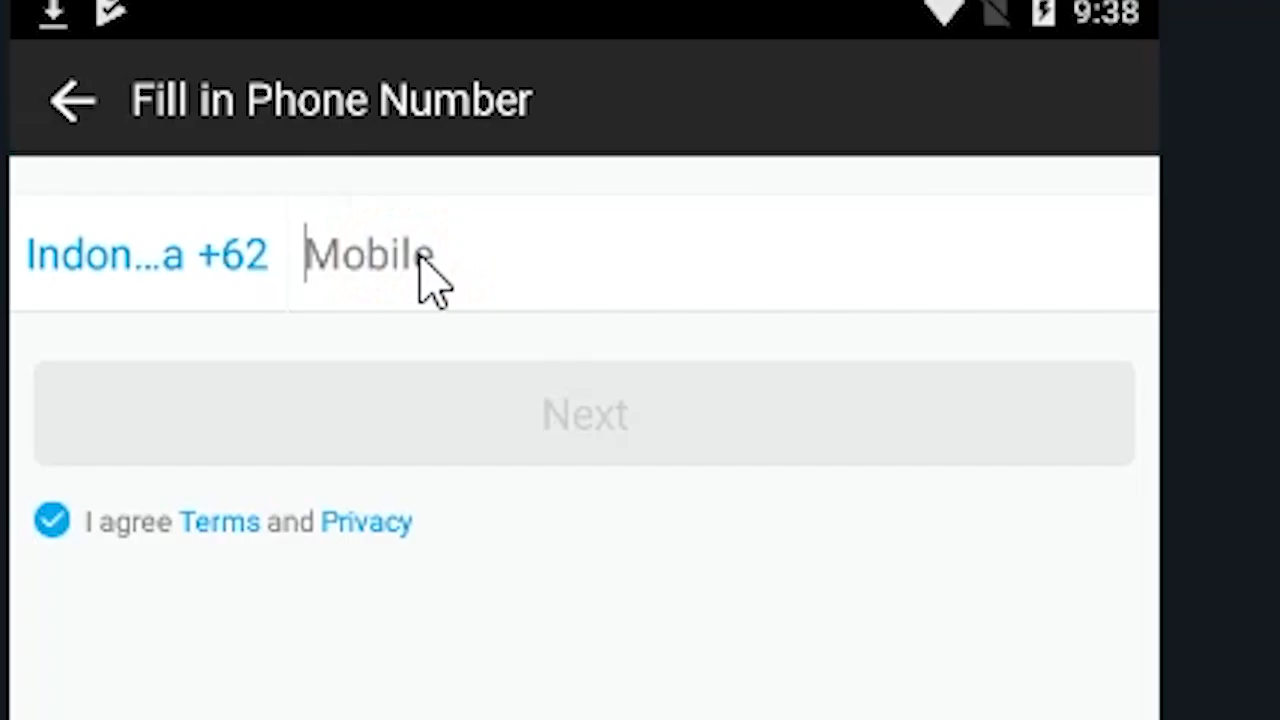 9:38
Fill in Phone Number
Indon...a +62 Mobile
Next
I agree Terms and Privacy